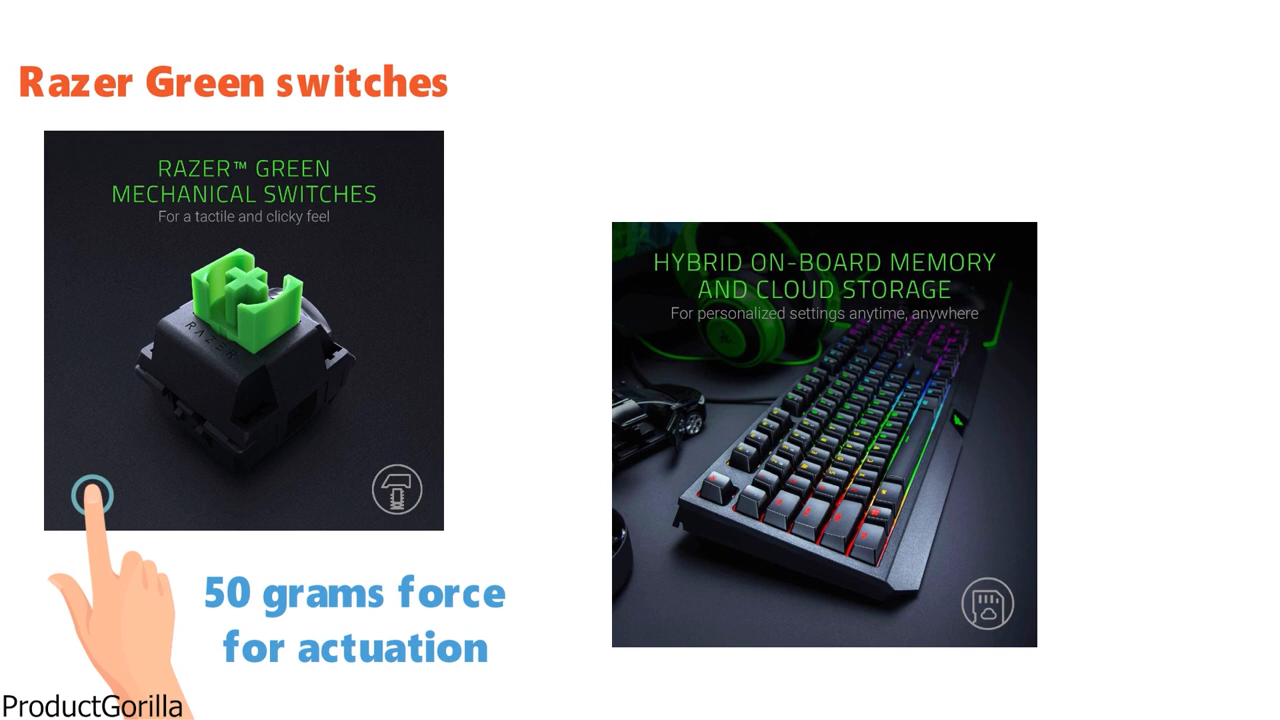 Razer Green switches
RAZER™ GREEN
MECHANICAL SWITCHES
For a tactile and clicky feel
RAZER
50 grams force
for actuation
ProductGorilla
HYBRID ON-BOARD MEMORY
AND CLOUD STORAGE
For personalized settings anytime, anywhere